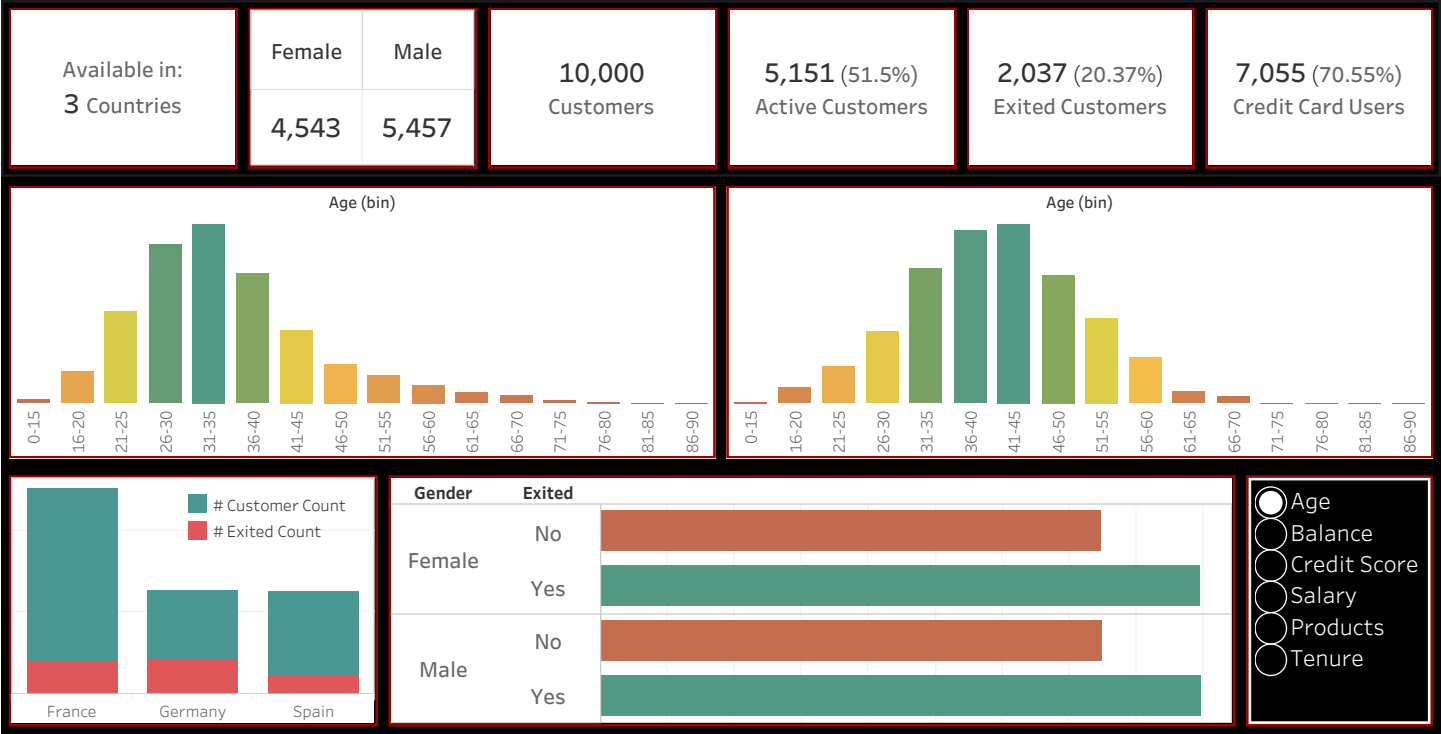 Available in:
3 Countries
Female Male
4,543 5,457
10,000
Customers
5,151 (51.5%)
Active Customers
2,037 (20.37%)
Exited Customers
7,055 (70.55%)
Credit Card Users
Age (bin)
0-15 16-20 21-25 26-30 31-35 36-40 41-45 46-50 51-55 56-60 61-65 66-70 71-75 76-80 81-85 86-90
Age (bin)
0-15 16-20 21-25 26-30 31-35 36-40 41-45 46-50 51-55 56-60 61-65 66-70 71-75 76-80 81-85 86-90
# Customer Count
# Exited Count
France Germany Spain
Gender Exited
Female
No
Yes
Male
No
Yes
Age
Balance
Credit Score
Salary
Products
Tenure